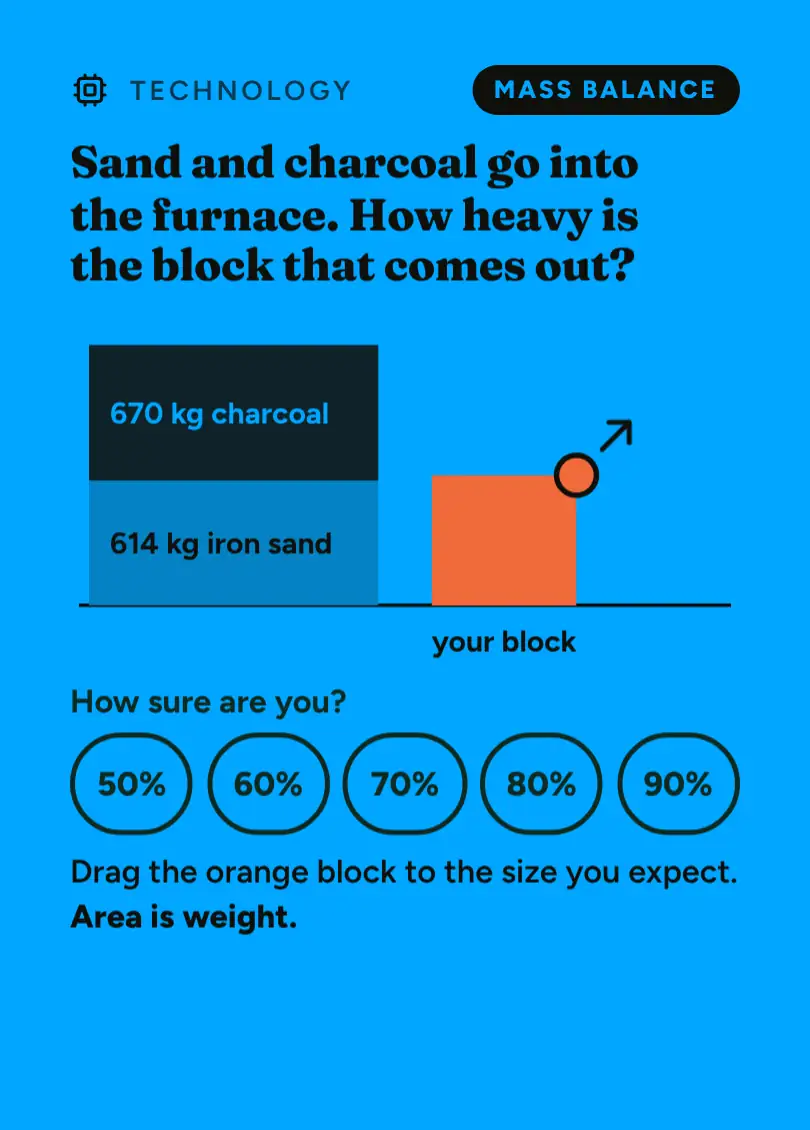 TECHNOLOGY
MASS BALANCE
Sand and charcoal go into
the furnace. How heavy is
the block that comes out?
670 kg charcoal
614 kg iron sand
your block
How sure are you?
50%
60%
70%
80%
90%
Drag the orange block to the size you expect.
Area is weight.